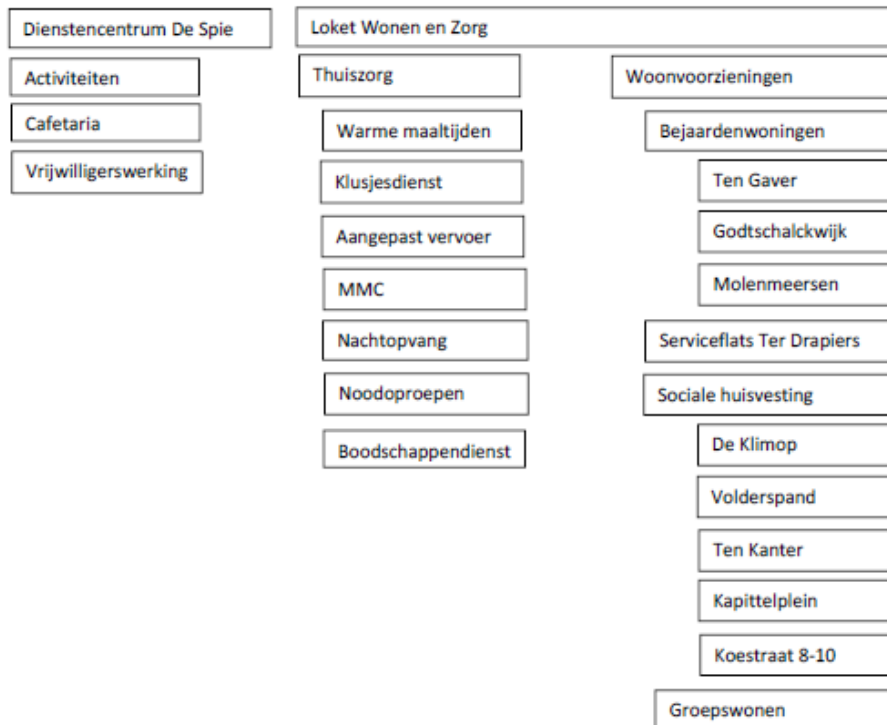 Dienstencentrum De Spie
Activiteiten
Cafetaria
Vrijwilligerswerking
Loket Wonen en Zorg
Thuiszorg
Warme maaltijden
Klusjesdienst
Aangepast vervoer
MMC
Nachtopvang
Noodoproepen
Boodschappendienst
Woonvoorzieningen
Bejaardenwoningen
Ten Gaver
Godtschalckwijk
Molenmeersen
Serviceflats Ter Drapiers
Sociale huisvesting
De Klimop
Volderspand
Ten Kanter
Kapittelplein
Koestraat 8-10
Groepswonen